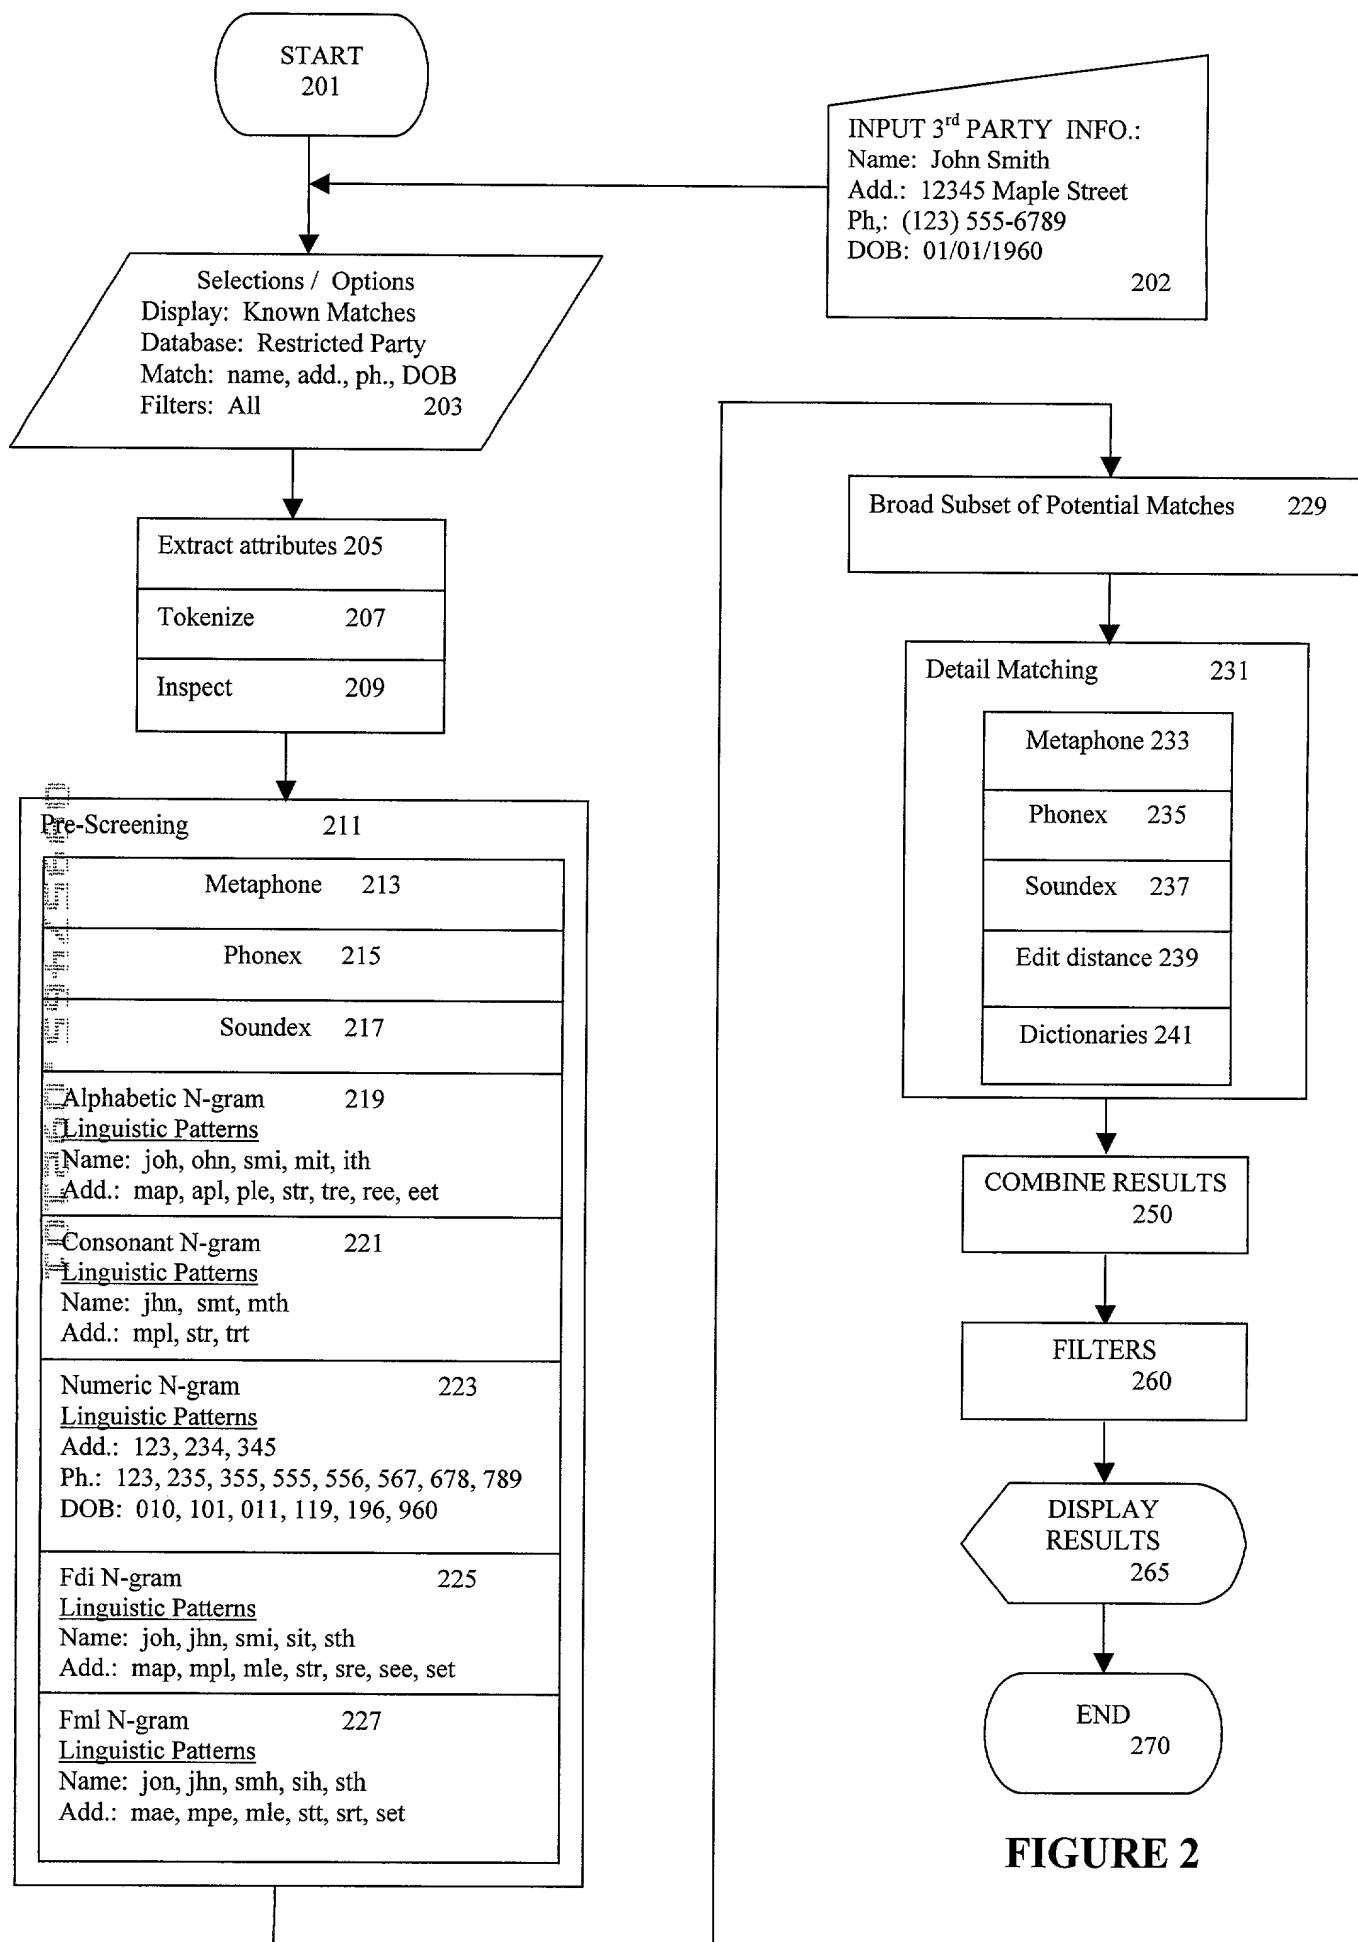 START
201
INPUT 3rd PARTY INFO.:
Name: John Smith
Add.: 12345 Maple Street
Ph,: (123) 555-6789
DOB: 01/01/1960
202
Selections / Options
Display: Known Matches
Database: Restricted Party
Match: name, add., ph., DOB
Filters: All 203
Extract attributes 205
Tokenize 207
Inspect 209
Pre-Screening 211
Metaphone 213
Phonex 215
Soundex 217
Alphabetic N-gram 219
Linguistic Patterns
Name: joh, ohn, smi, mit, ith
Add.: map, apl, ple, str, tre, ree, eet
Consonant N-gram 221
Linguistic Patterns
Name: jhn, smt, mth
Add.: mpl, str, trt
Numeric N-gram 223
Linguistic Patterns
Add.: 123, 234, 345
Ph.: 123, 235, 355, 555, 556, 567, 678, 789
DOB: 010, 101, 011, 119, 196, 960
Fdi N-gram 225
Linguistic Patterns
Name: joh, jhn, smi, sit, sth
Add.: map, mpl, mle, str, sre, see, set
Fml N-gram 227
Linguistic Patterns
Name: jon, jhn, smh, sih, sth
Add.: mae, mpe, mle, stt, srt, set
Broad Subset of Potential Matches 229
Detail Matching 231
Metaphone 233
Phonex 235
Soundex 237
Edit distance 239
Dictionaries 241
COMBINE RESULTS
250
FILTERS
260
DISPLAY
RESULTS
265
END
270
FIGURE 2